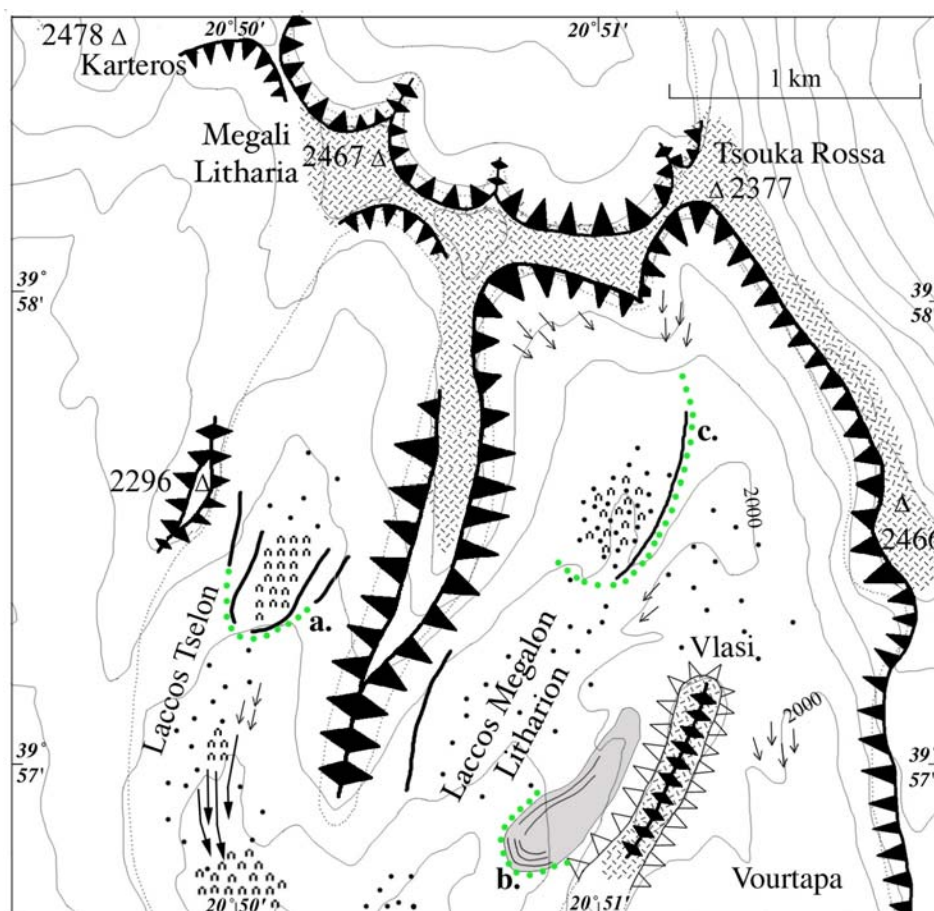 20° 50'
20° 51'
2478 Δ
Karteros
1 km
Megali
Litharia
2467 Δ
Tsouka Rossa
Δ 2377
39°
58'
39°
58'
2296 Δ
c.
2000
Δ
2466
a.
Laccos Tselon
Laccos Megalon
Litharion
Vlasi
2000
39°
57'
39°
57'
b.
Vourtapa
20° 50'
20° 51'